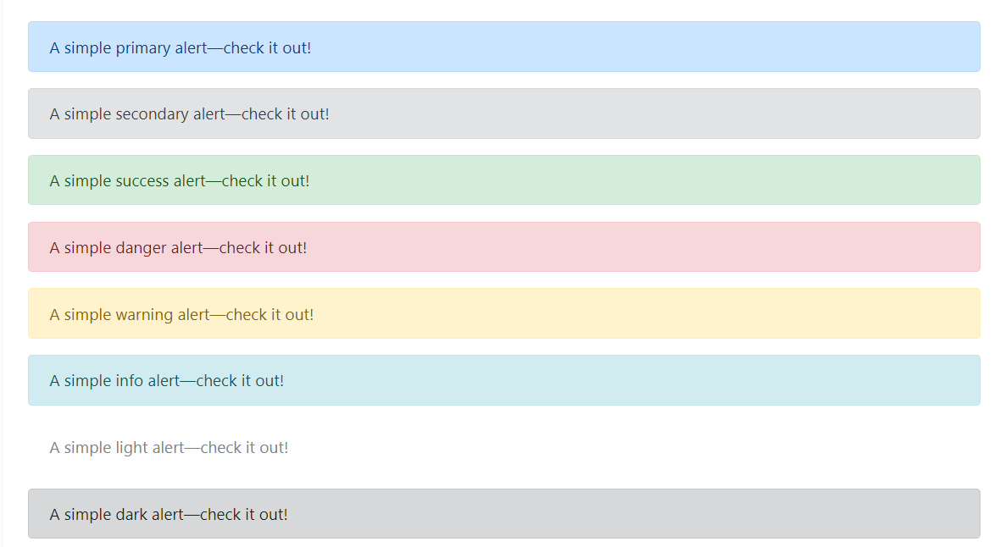 A simple primary alert—check it out!
A simple secondary alert—check it out!
A simple success alert—check it out!
A simple danger alert—check it out!
A simple warning alert—check it out!
A simple info alert—check it out!
A simple light alert—check it out!
A simple dark alert—check it out!